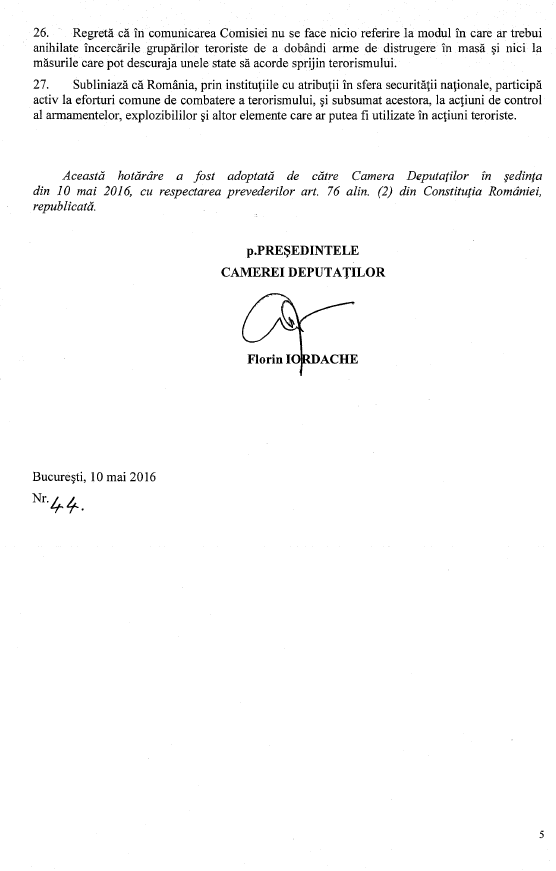 26. Regretă că în comunicarea Comisiei nu se face nicio referire la modul în care ar trebui
anihilate încercările grupărilor teroriste de a dobândi arme de distrugere în masă și nici la
măsurile care pot descuraja unele state să acorde sprijin terorismului.
27. Subliniază că România, prin instituțiile cu atribuții în sfera securității naționale, participă
activ la eforturi comune de combatere a terorismului, și subsumat acestora, la acțiuni de control
al armamentelor, explozibililor și altor elemente care ar putea fi utilizate în acțiuni teroriste.
Această hotărâre a fost adoptată de către Camera Deputaților în ședința
din 10 mai 2016, cu respectarea prevederilor art. 76 alin. (2) din Constituția României,
republicată.
p.PREȘEDINTELE
CAMEREI DEPUTAȚILOR
Florin IORDACHE
București, 10 mai 2016
Nr. 44.
5